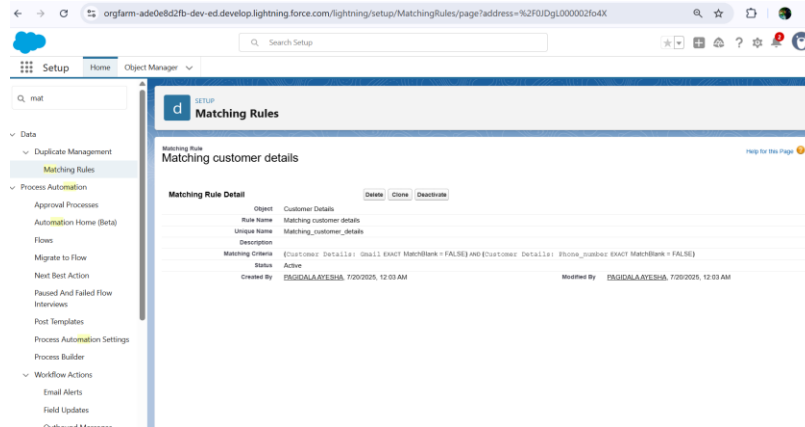 orgfarm-ade0e8d2fb-dev-ed.develop.lightning.force.com/lightning/setup/MatchingRules/page?address=%2F0JDgL000002fo4X
Search Setup
Setup Home Object Manager
mat
Data
Duplicate Management
Matching Rules
Process Automation
Approval Processes
Automation Home (Beta)
Flows
Migrate to Flow
Next Best Action
Paused And Failed Flow
Interviews
Post Templates
Process Automation Settings
Process Builder
Workflow Actions
Email Alerts
Field Updates
Outbound Messages
d
SETUP
Matching Rules
Matching Rule
Matching customer details
Help for this Page
Matching Rule Detail
Delete Clone Deactivate
Object Customer Details
Rule Name Matching customer details
Unique Name Matching_customer_details
Description
Matching Criteria (Customer Details: Gmail EXACT MatchBlank = FALSE) AND (Customer Details: Phone_number EXACT MatchBlank = FALSE)
Status Active
Created By PAGIDALA AYESHA, 7/20/2025, 12:03 AM Modified By PAGIDALA AYESHA, 7/20/2025, 12:03 AM